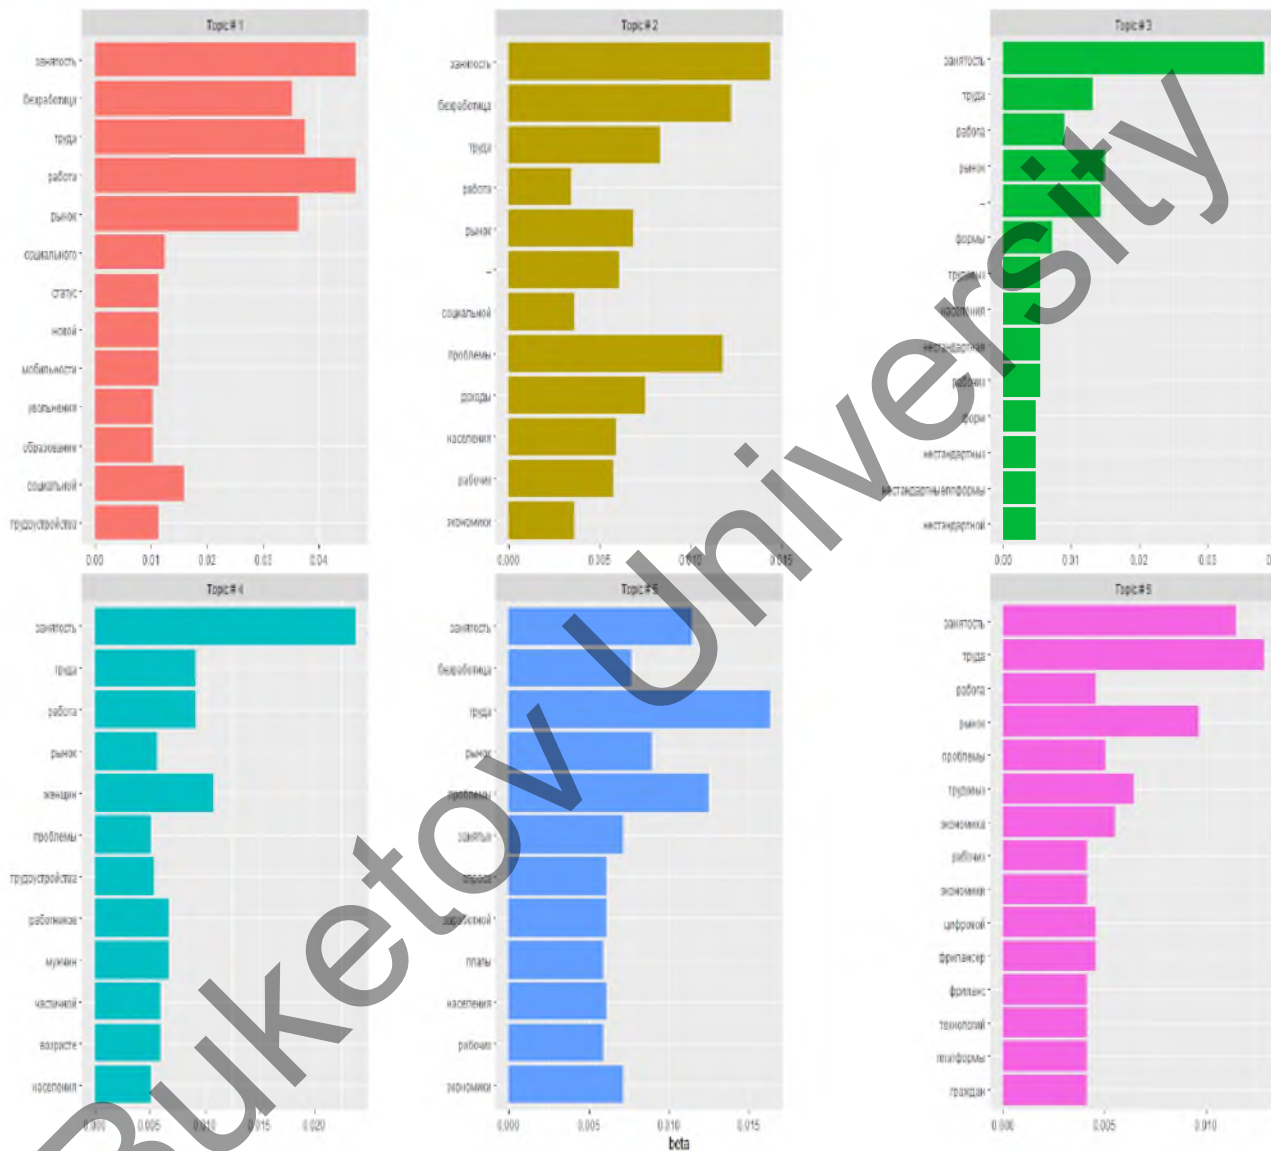 Topic # 1
занятость
безработица
труда
работа
рынок
социального
статус
новой
мобильности
увольнения
образование
социальной
трудоустройства
0.00 0.01 0.02 0.03 0.04
Topic # 2
занятость
безработица
труда
работа
рынок
–
социальной
проблемы
доходы
населения
рабочих
экономики
0.000 0.005 0.010 0.015
Topic # 3
занятость
труда
работа
рынок
–
формы
трудовых
населения
нестандартная
рабочих
форм
нестандартных
нестандартныеппформы
нестандартной
0.00 0.01 0.02 0.03
Topic # 4
занятость
труда
работа
рынок
женщин
проблемы
трудоустройства
работников
мужчин
частичной
возрасте
населения
0.000 0.005 0.010 0.020
Topic # 5
занятость
безработица
труда
рынок
проблемы
занятых
спроса
заработной
платы
населения
рабочих
экономики
0.000 0.005 0.010 0.015
beta
Topic # 6
занятость
труда
работа
рынок
проблемы
трудовых
экономика
рабочих
экономики
цифровой
фрилансер
фриланс
технологий
платформы
граждан
0.000 0.005 0.010
Buketov University